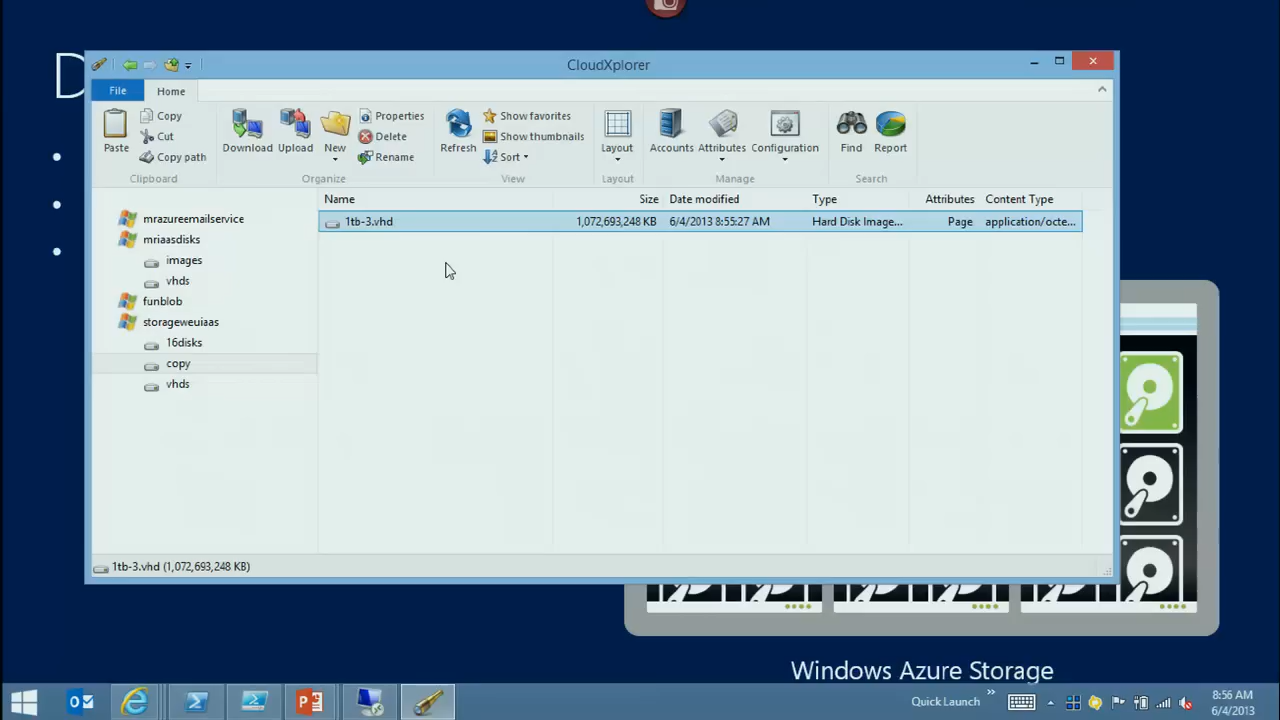 D
CloudXplorer
File Home
Paste Copy Cut Copy path
Clipboard
Download Upload New Properties Delete Rename
Organize
Refresh Show favorites Show thumbnails Sort
View
Layout
Layout
Accounts Attributes Configuration
Manage
Find Report
Search
Name Size Date modified Type Attributes Content Type
1tb-3.vhd 1,072,693,248 KB 6/4/2013 8:55:27 AM Hard Disk Image... Page application/octe...
mrazureemailservice
mriaasdisks
images
vhds
funblob
storageweuiaas
16disks
copy
vhds
1tb-3.vhd (1,072,693,248 KB)
Windows Azure Storage
Quick Launch »
8:56 AM
6/4/2013